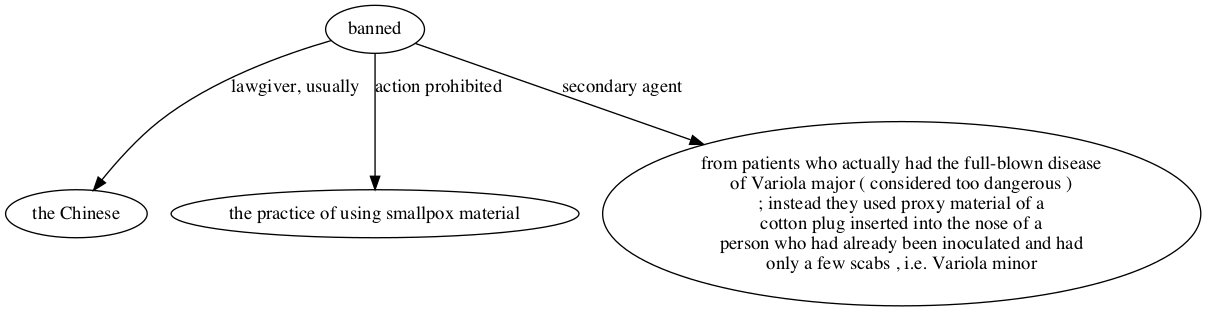 banned
lawgiver, usually
action prohibited
secondary agent
the Chinese
the practice of using smallpox material
from patients who actually had the full-blown disease
of Variola major ( considered too dangerous )
; instead they used proxy material of a
cotton plug inserted into the nose of a
person who had already been inoculated and had
only a few scabs , i.e. Variola minor